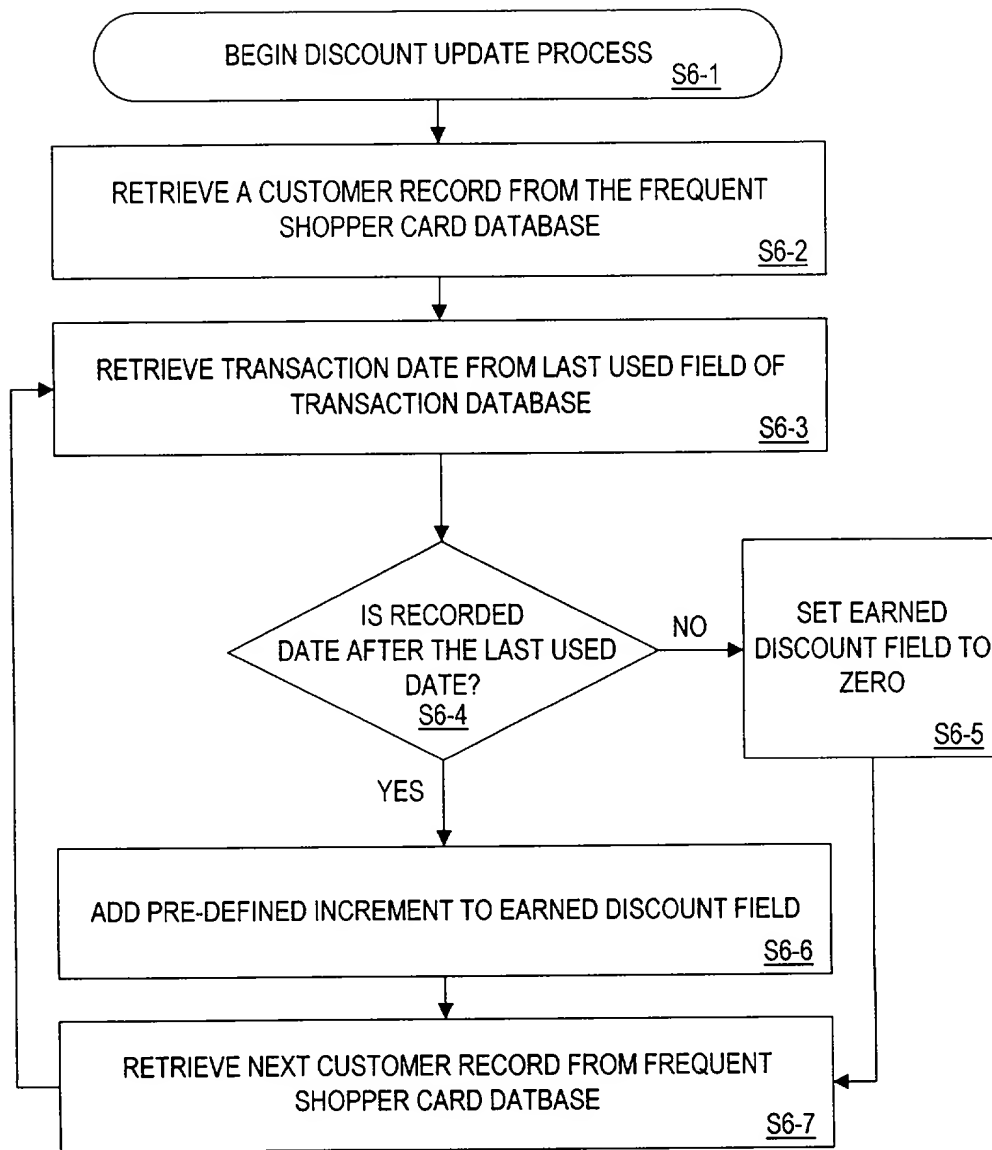 BEGIN DISCOUNT UPDATE PROCESS
S6-1
RETRIEVE A CUSTOMER RECORD FROM THE FREQUENT
SHOPPER CARD DATABASE
S6-2
RETRIEVE TRANSACTION DATE FROM LAST USED FIELD OF
TRANSACTION DATABASE
S6-3
IS RECORDED
DATE AFTER THE LAST USED
DATE?
S6-4
NO
SET EARNED
DISCOUNT FIELD TO
ZERO
S6-5
YES
ADD PRE-DEFINED INCREMENT TO EARNED DISCOUNT FIELD
S6-6
RETRIEVE NEXT CUSTOMER RECORD FROM FREQUENT
SHOPPER CARD DATBASE
S6-7